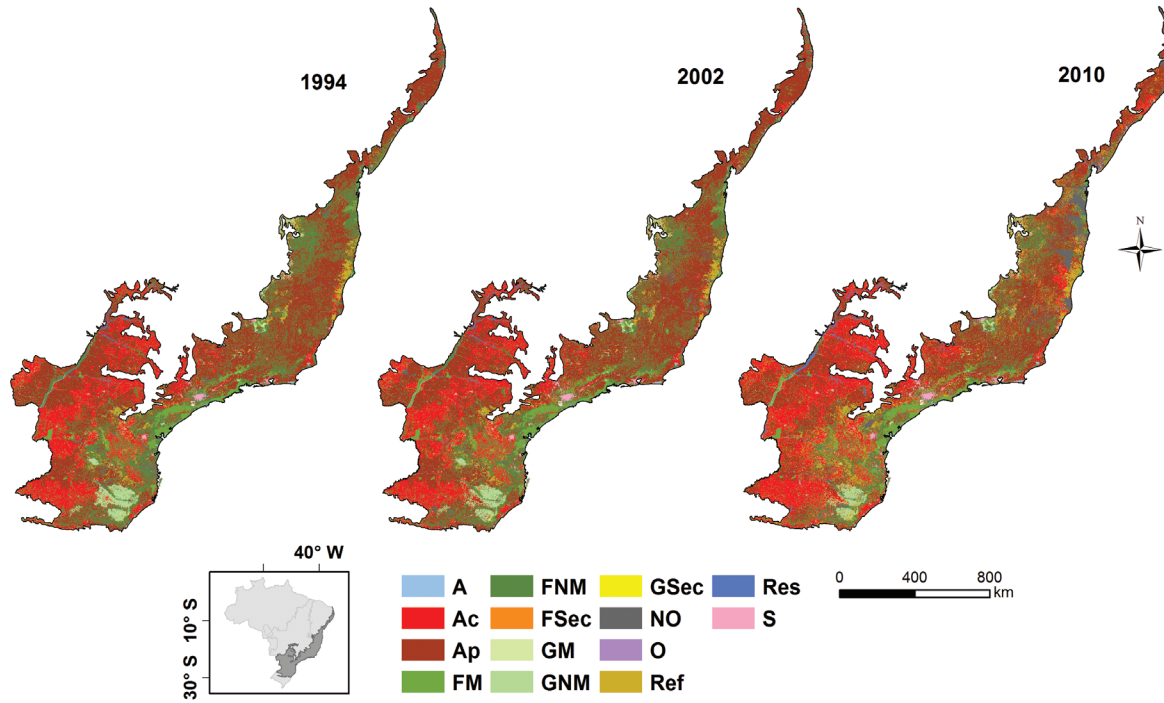 1994
2002
2010
N
40° W
10° S
30° S
A
Ac
Ap
FM
FNM
FSec
GM
GNM
GSec
NO
O
Ref
Res
S
0 400 800
km